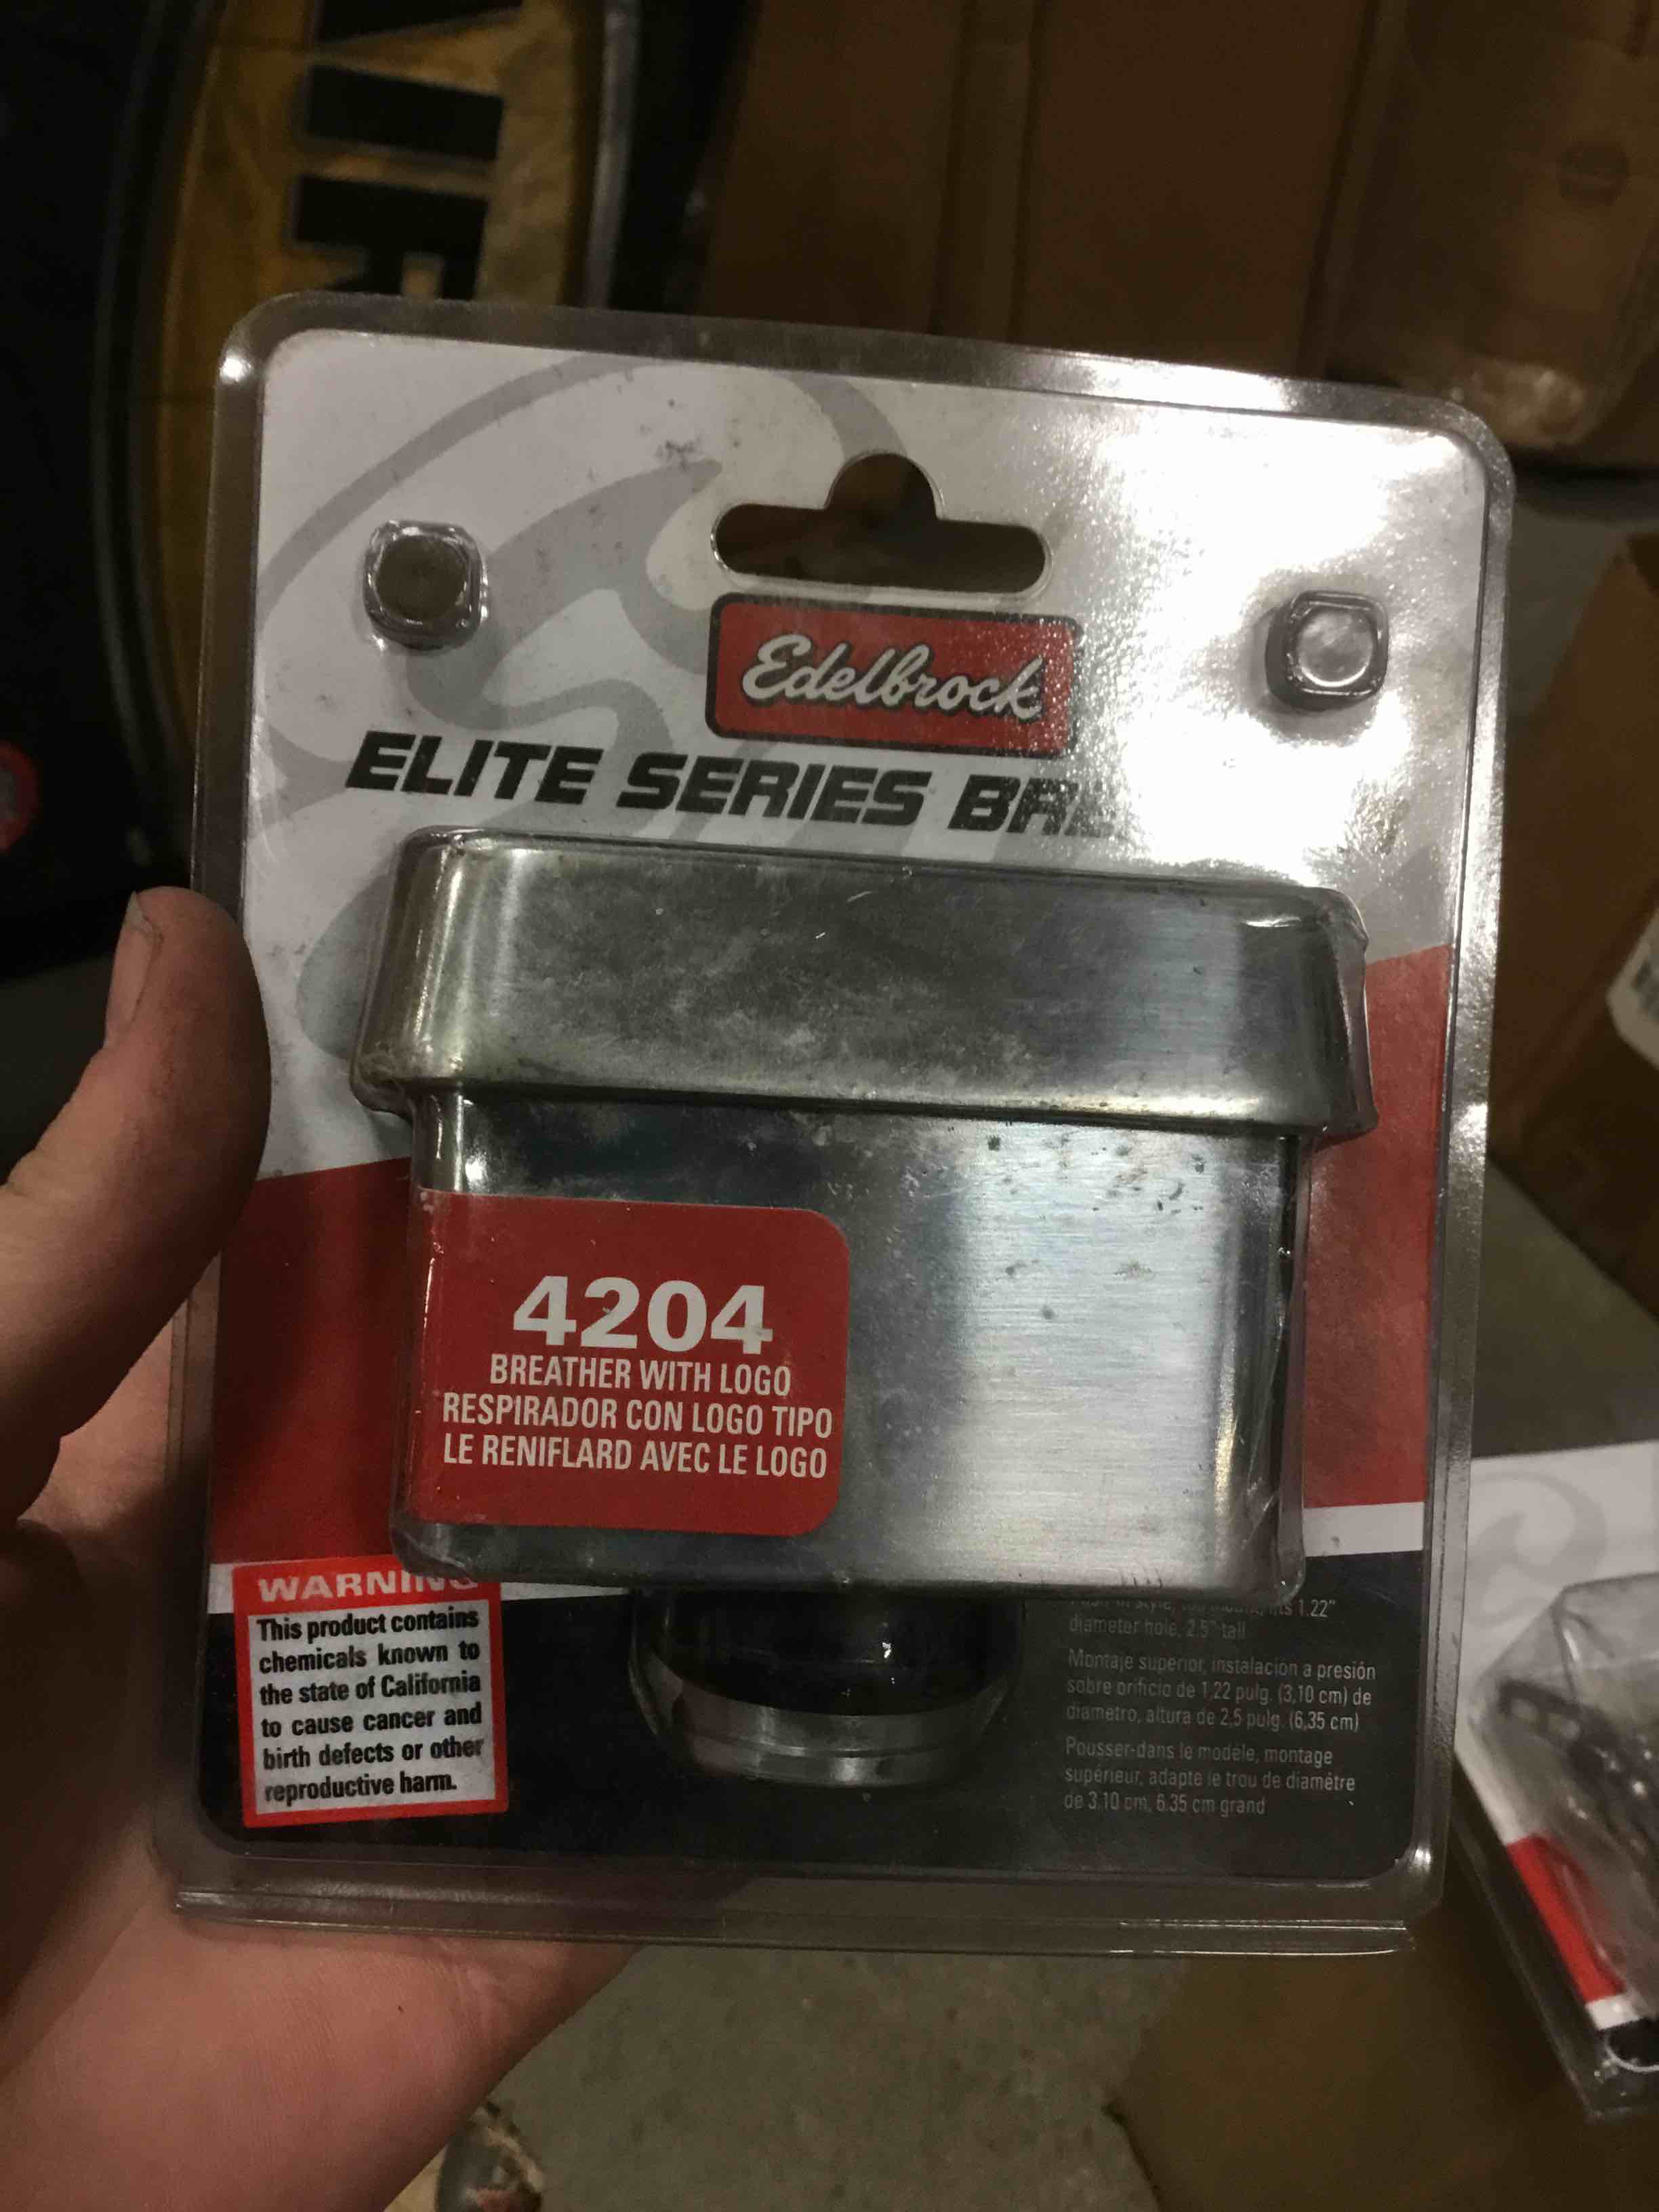 Edelbrock
ELITE SERIES
4204
BREATHER WITH LOGO
RESPIRADOR CON LOGO TIPO
LE RENIFLARD AVEC LE LOGO
WARNING
This product contains
chemicals known to
the state of California
to cause cancer and
birth defects or other
reproductive harm.
1.22"
diameter hole, 2.5" tall
Montaje superior, instalación a presión
sobre orificio de 1,22 pulg. (3,10 cm) de
diámetro, altura de 2,5 pulg. (6,35 cm)
Pousser-dans le modèle, montage
supérieur, adapte le trou de diamètre
de 3.10 cm, 6.35 cm grand